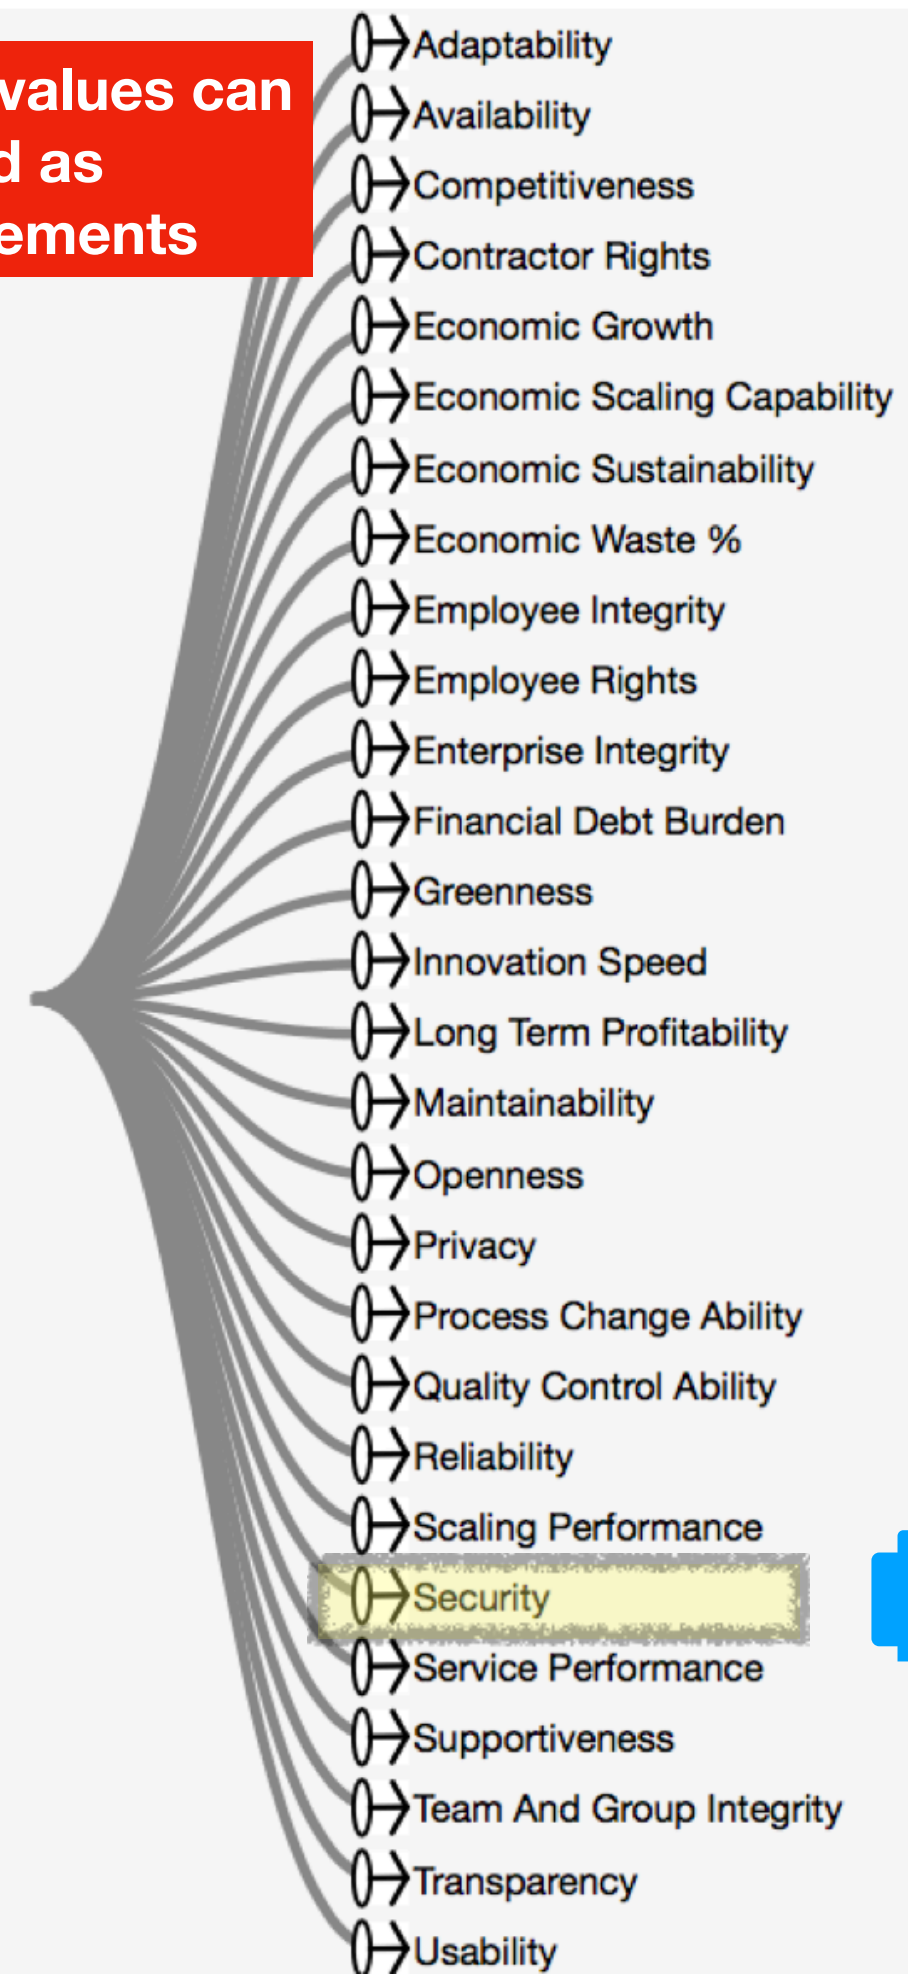 values can
d as
ements
Adaptability
Availability
Competitiveness
Contractor Rights
Economic Growth
Economic Scaling Capability
Economic Sustainability
Economic Waste %
Employee Integrity
Employee Rights
Enterprise Integrity
Financial Debt Burden
Greenness
Innovation Speed
Long Term Profitability
Maintainability
Openness
Privacy
Process Change Ability
Quality Control Ability
Reliability
Scaling Performance
Security
Service Performance
Supportiveness
Team And Group Integrity
Transparency
Usability